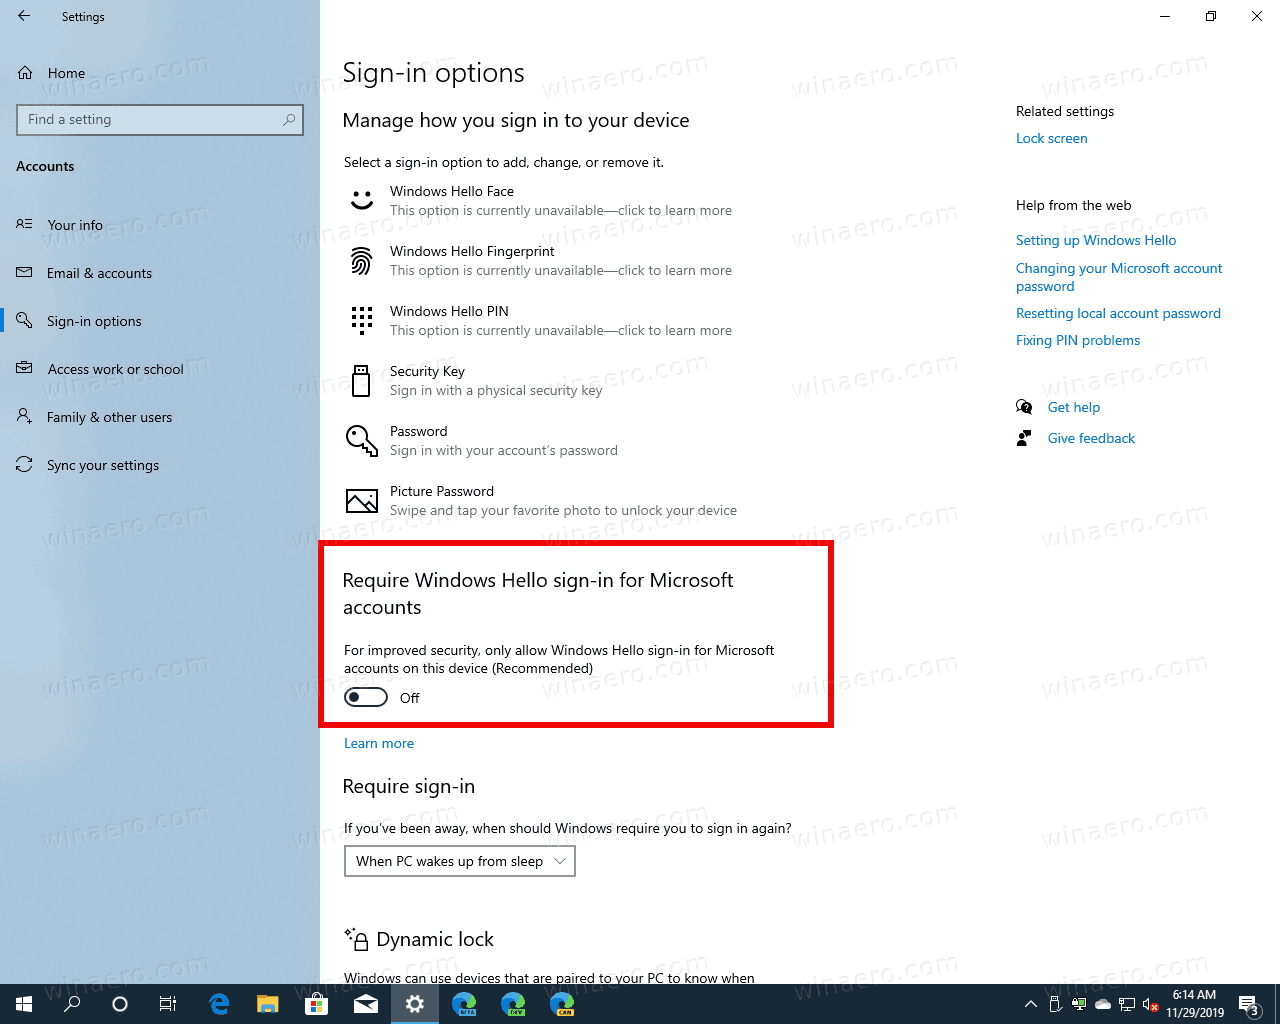 Settings
Home
Find a setting
Accounts
Your info
Email & accounts
Sign-in options
Access work or school
Family & other users
Sync your settings
Sign-in options
Manage how you sign in to your device
Select a sign-in option to add, change, or remove it.
Windows Hello Face
This option is currently unavailable—click to learn more
Windows Hello Fingerprint
This option is currently unavailable—click to learn more
Windows Hello PIN
This option is currently unavailable—click to learn more
Security Key
Sign in with a physical security key
Password
Sign in with your account's password
Picture Password
Swipe and tap your favorite photo to unlock your device
Require Windows Hello sign-in for Microsoft
accounts
For improved security, only allow Windows Hello sign-in for Microsoft
accounts on this device (Recommended)
Off
Learn more
Require sign-in
If you've been away, when should Windows require you to sign in again?
When PC wakes up from sleep
Dynamic lock
Windows can use devices that are paired to your PC to know when
Related settings
Lock screen
Help from the web
Setting up Windows Hello
Changing your Microsoft account
password
Resetting local account password
Fixing PIN problems
Get help
Give feedback
BETA
DEV
CAN
6:14 AM
11/29/2019
3
winaero.com